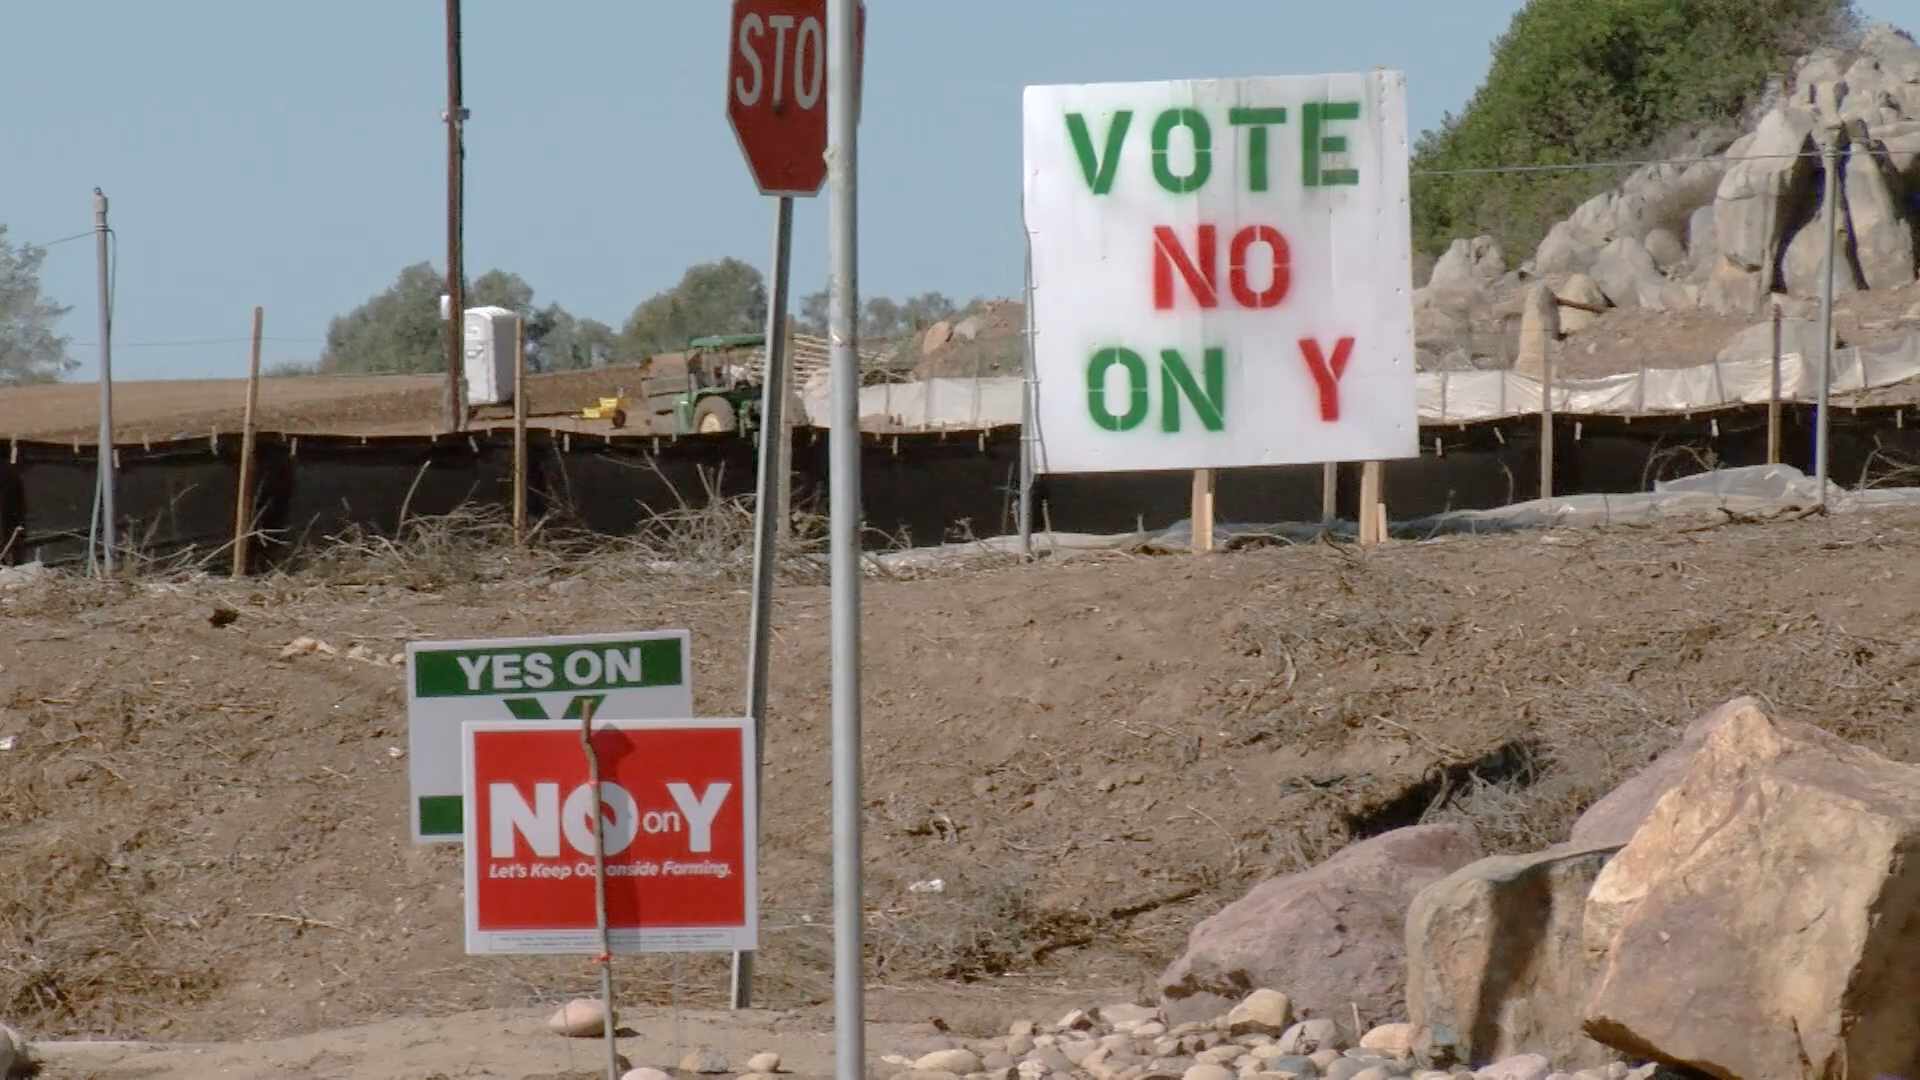 STO
VOTE
NO
ON Y
YES ON
NO on Y
Let's Keep Oceanside Farming.